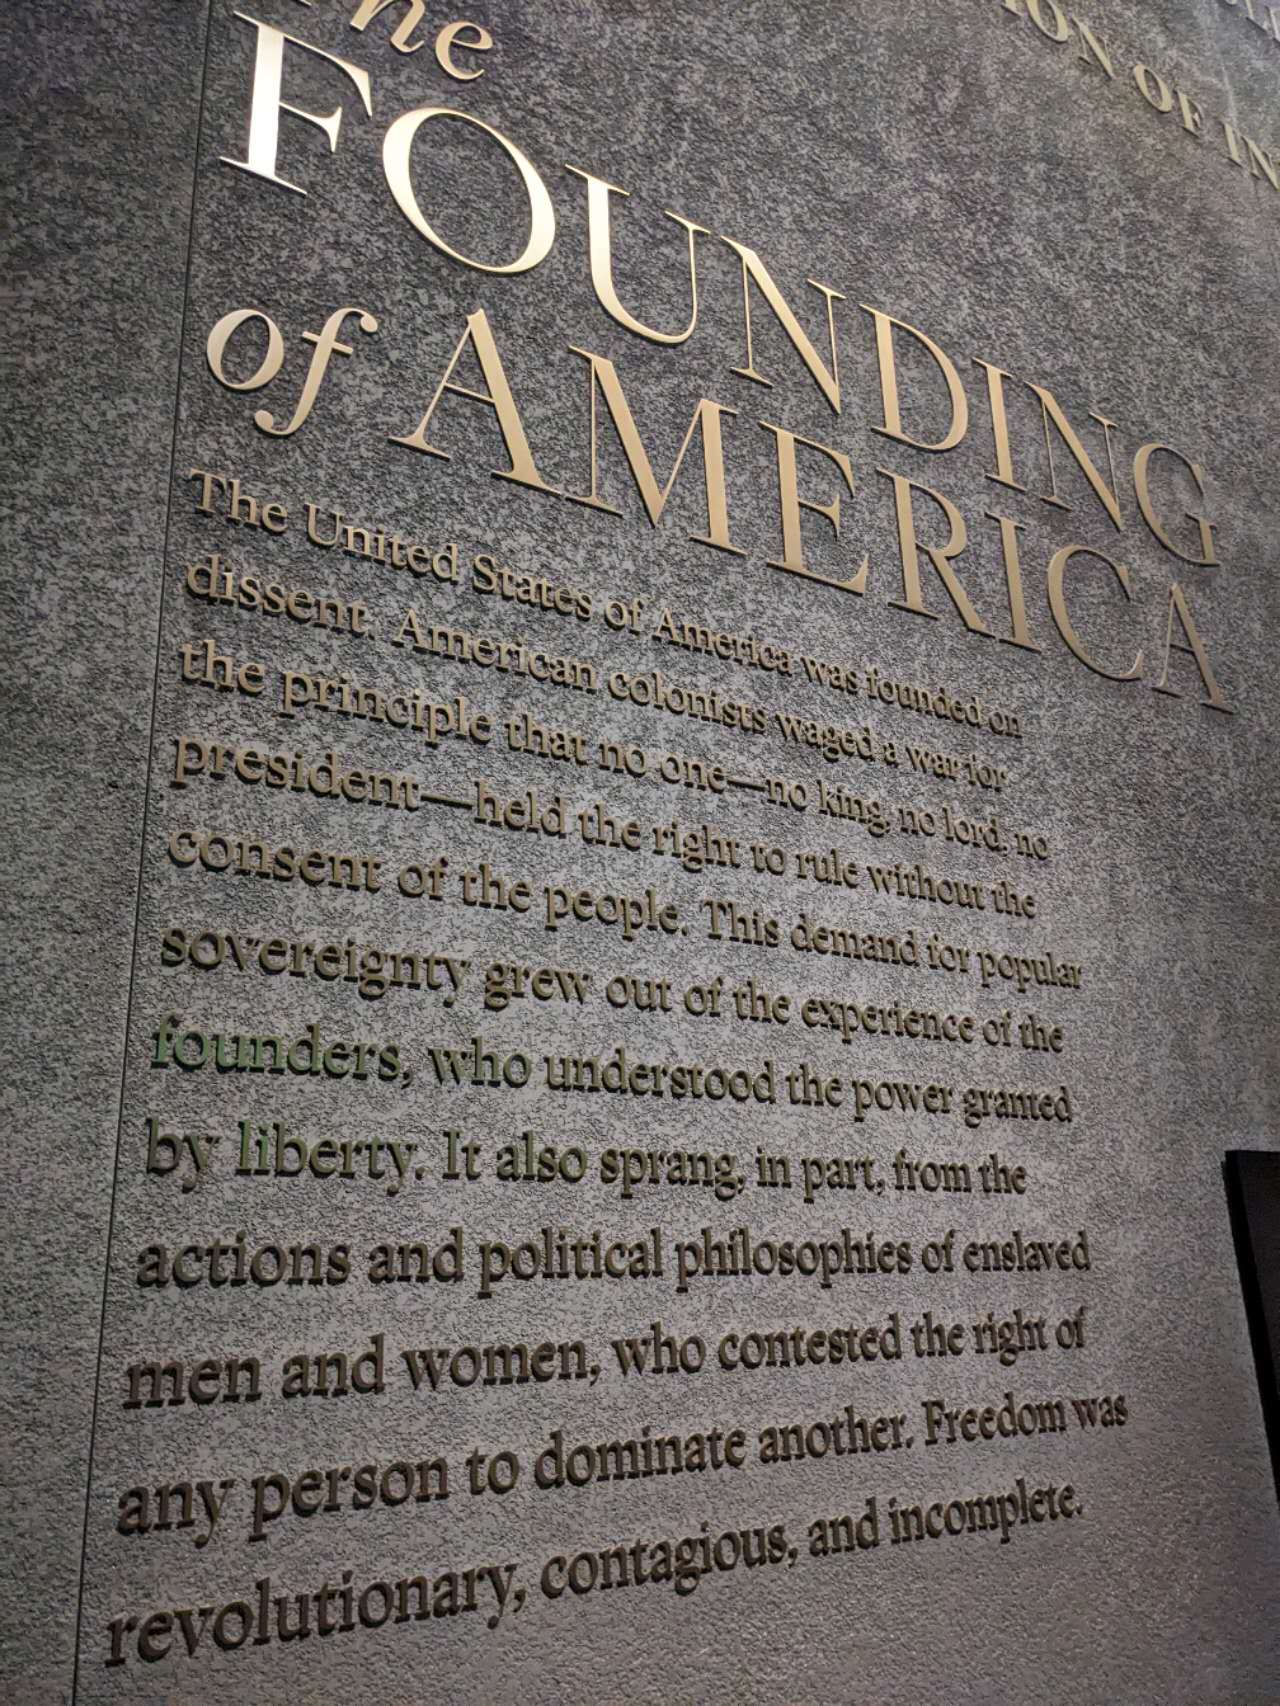 The
FOUNDING
of AMERICA
The United States of America was founded on
dissent. American colonists waged a war for
the principle that no one—no king, no lord, no
president—held the right to rule without the
consent of the people. This demand for popular
sovereignty grew out of the experience of the
founders, who understood the power granted
by liberty. It also sprang, in part, from the
actions and political philosophies of enslaved
men and women, who contested the right of
any person to dominate another. Freedom was
revolutionary, contagious, and incomplete.
OF